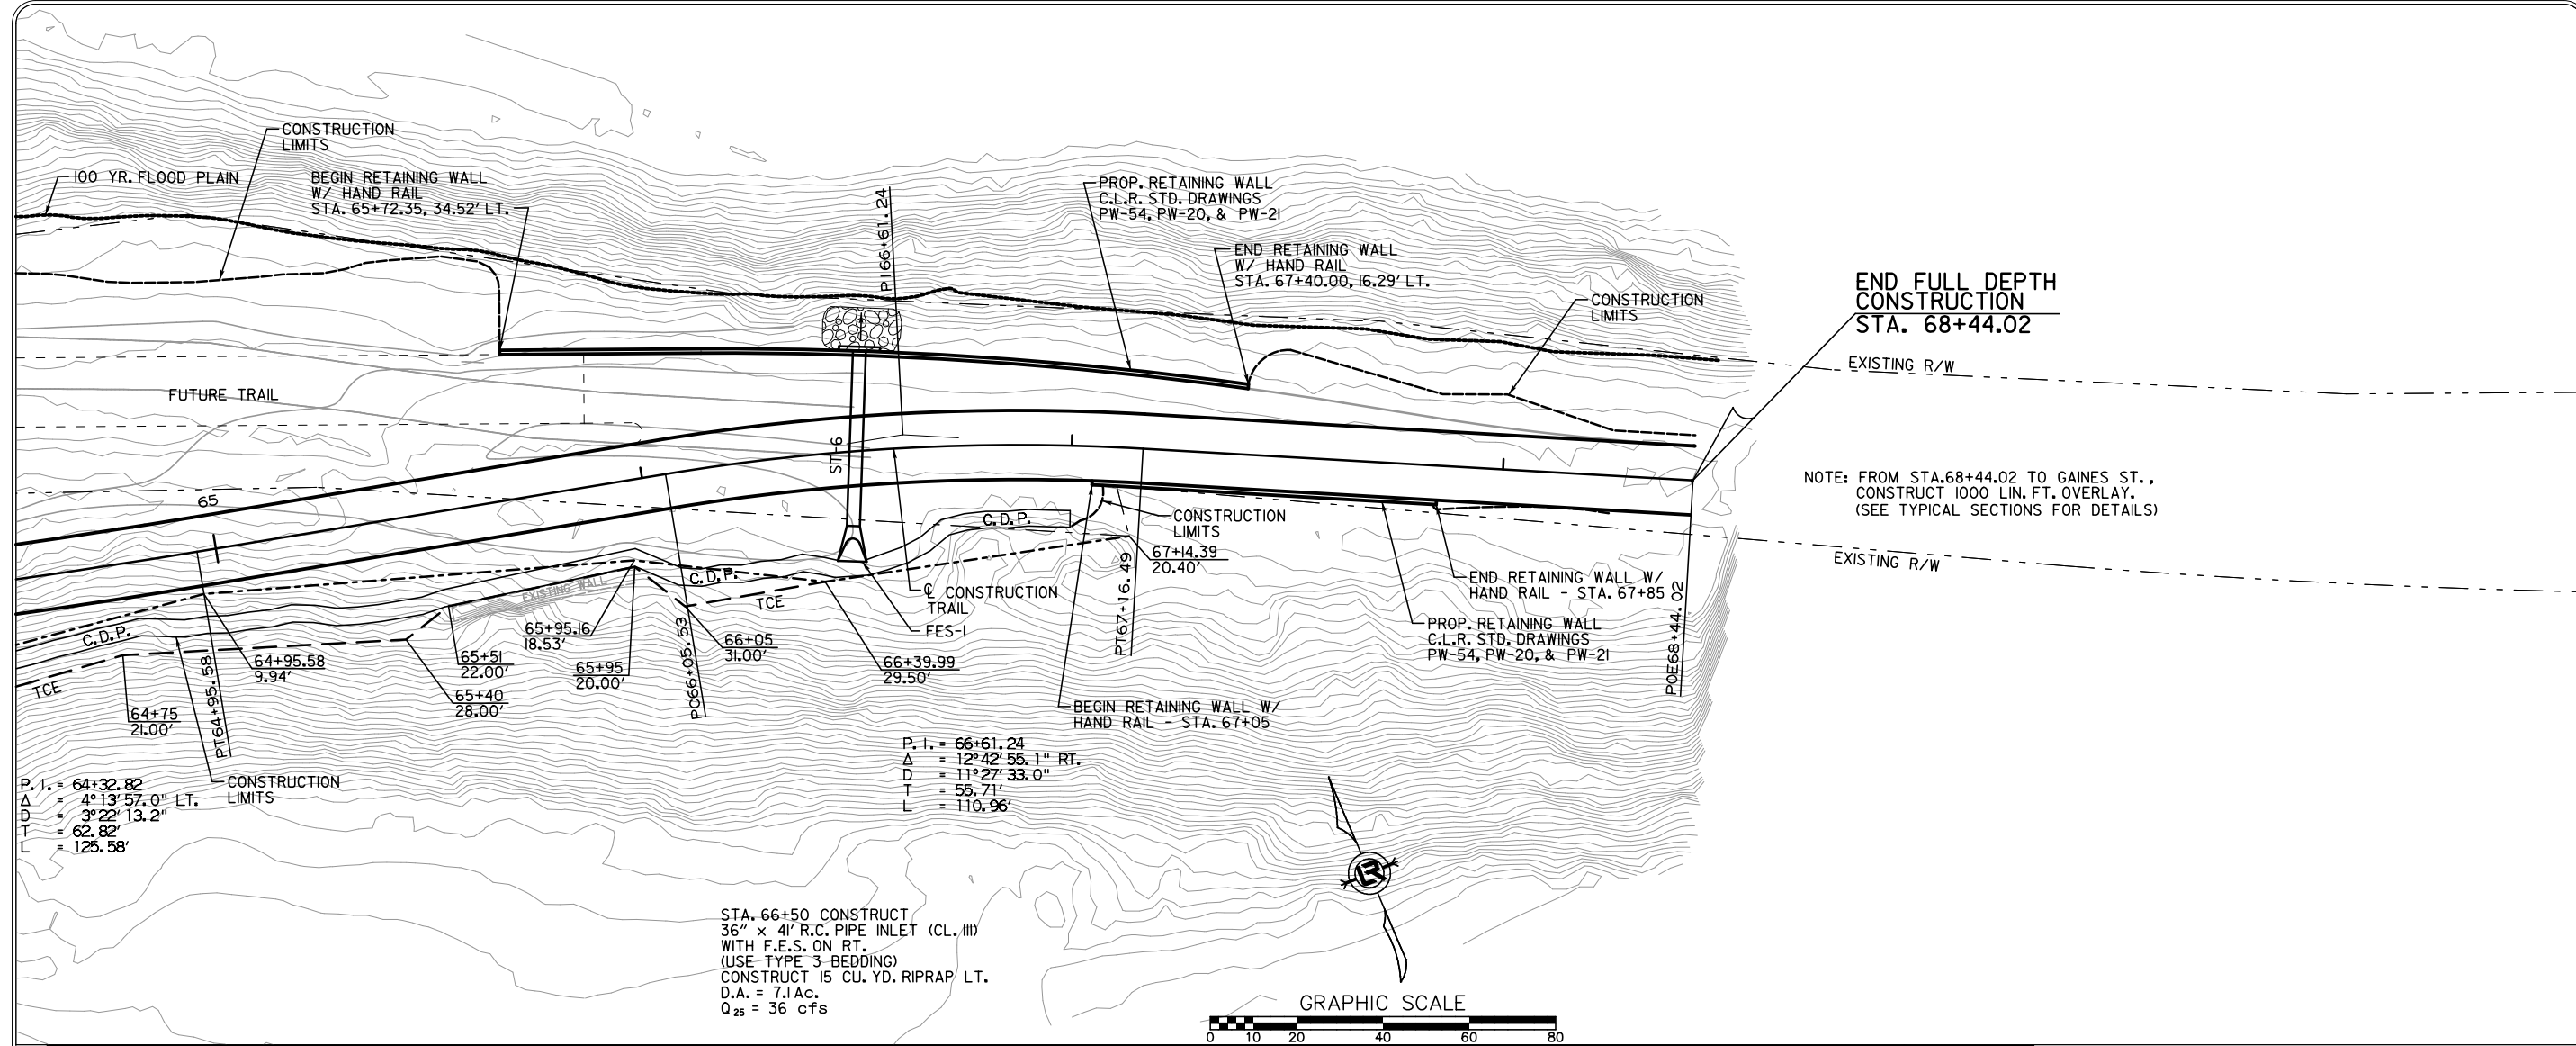 CONSTRUCTION
LIMITS
100 YR. FLOOD PLAIN
BEGIN RETAINING WALL
W/ HAND RAIL
STA. 65+72.35, 34.52' LT.
PI66+61.24
PROP. RETAINING WALL
C.L.R. STD. DRAWINGS
PW-54, PW-20, & PW-21
END RETAINING WALL
W/ HAND RAIL
STA. 67+40.00, 16.29' LT.
CONSTRUCTION
LIMITS
END FULL DEPTH
CONSTRUCTION
STA. 68+44.02
EXISTING R/W
FUTURE TRAIL
ST-6
65
NOTE: FROM STA.68+44.02 TO GAINES ST.,
CONSTRUCT 1000 LIN. FT. OVERLAY.
(SEE TYPICAL SECTIONS FOR DETAILS)
C.D.P.
CONSTRUCTION
LIMITS
67+14.39
20.40'
EXISTING R/W
C.D.P.
EXISTING WALL
TCE
℄ CONSTRUCTION
TRAIL
END RETAINING WALL W/
HAND RAIL - STA. 67+85
C.D.P.
65+95.16
18.53'
66+05
31.00'
FES-1
PROP. RETAINING WALL
C.L.R. STD. DRAWINGS
PW-54, PW-20, & PW-21
64+95.58
9.94'
65+51
22.00'
65+95
20.00'
66+39.99
29.50'
PC66+05.53
PT67+16.49
POE68+44.02
TCE
65+40
28.00'
64+75
21.00'
PT64+95.58
BEGIN RETAINING WALL W/
HAND RAIL - STA. 67+05
P.I. = 66+61.24
Δ = 12°42'55.1" RT.
D = 11°27'33.0"
T = 55.71'
L = 110.96'
CONSTRUCTION
LIMITS
P.I. = 64+32.82
Δ = 4°13'57.0" LT.
D = 3°22'13.2"
T = 62.82'
L = 125.58'
LR
STA. 66+50 CONSTRUCT
36" x 41' R.C. PIPE INLET (CL. III)
WITH F.E.S. ON RT.
(USE TYPE 3 BEDDING)
CONSTRUCT 15 CU. YD. RIPRAP LT.
D.A. = 7.1 Ac.
Q25 = 36 cfs
GRAPHIC SCALE
0 10 20 40 60 80